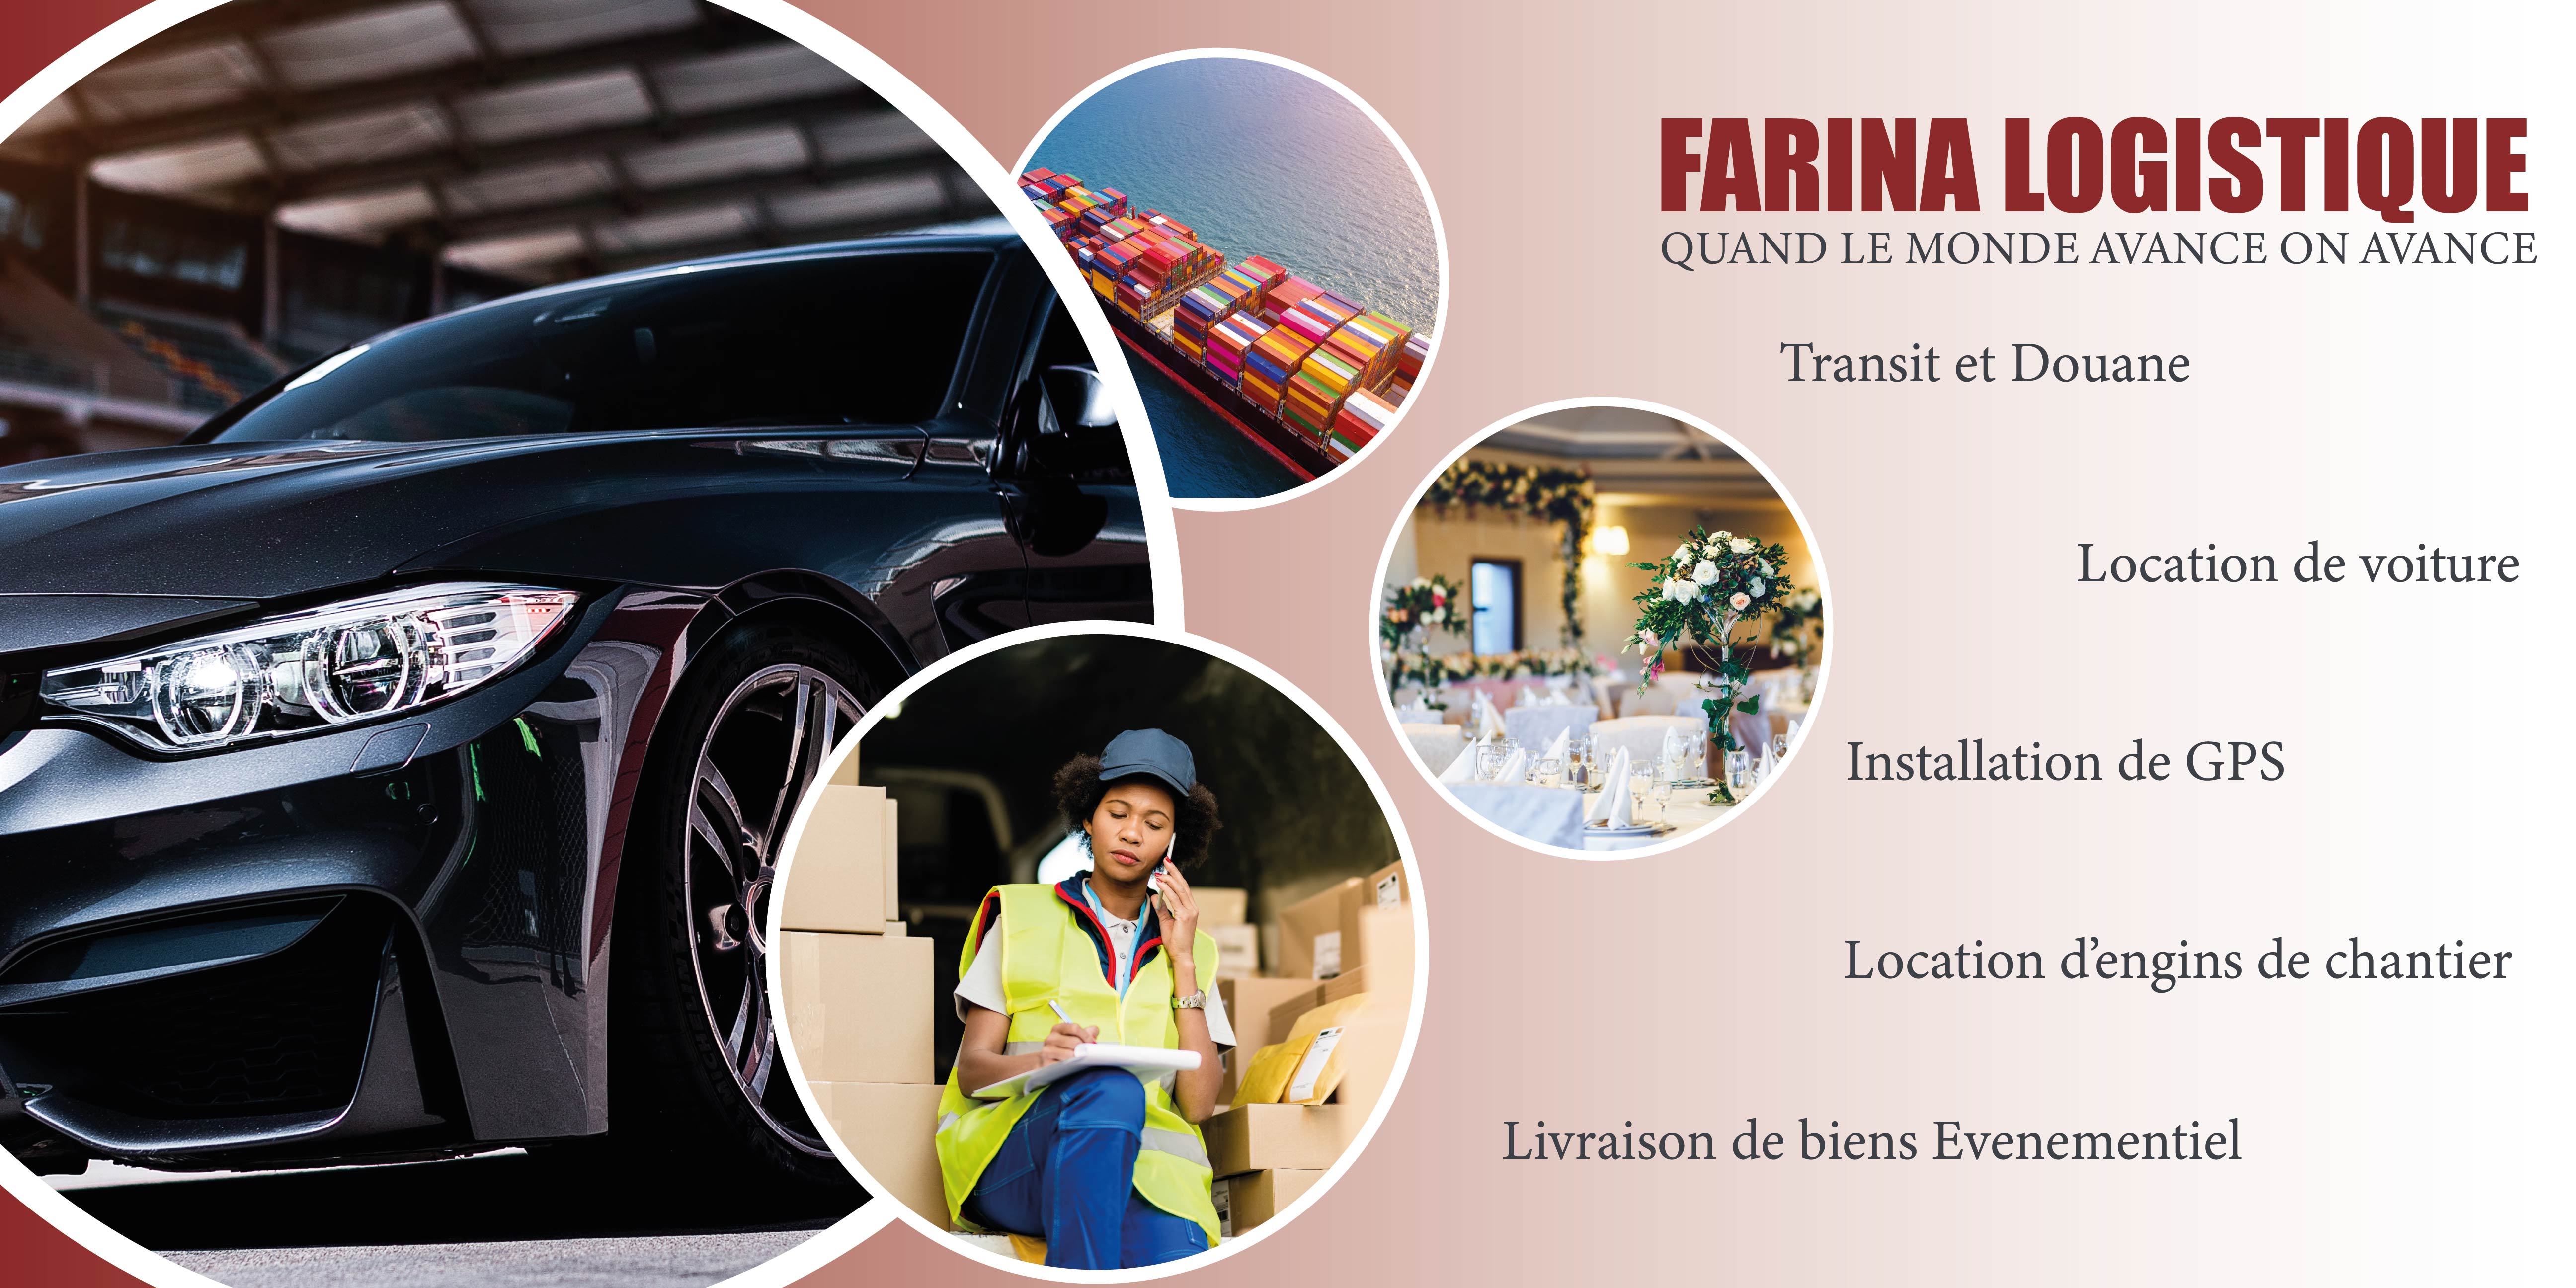 FARINA LOGISTIQUE
QUAND LE MONDE AVANCE ON AVANCE
Transit et Douane
Location de voiture
Installation de GPS
Location d’engins de chantier
Livraison de biens Evenementiel